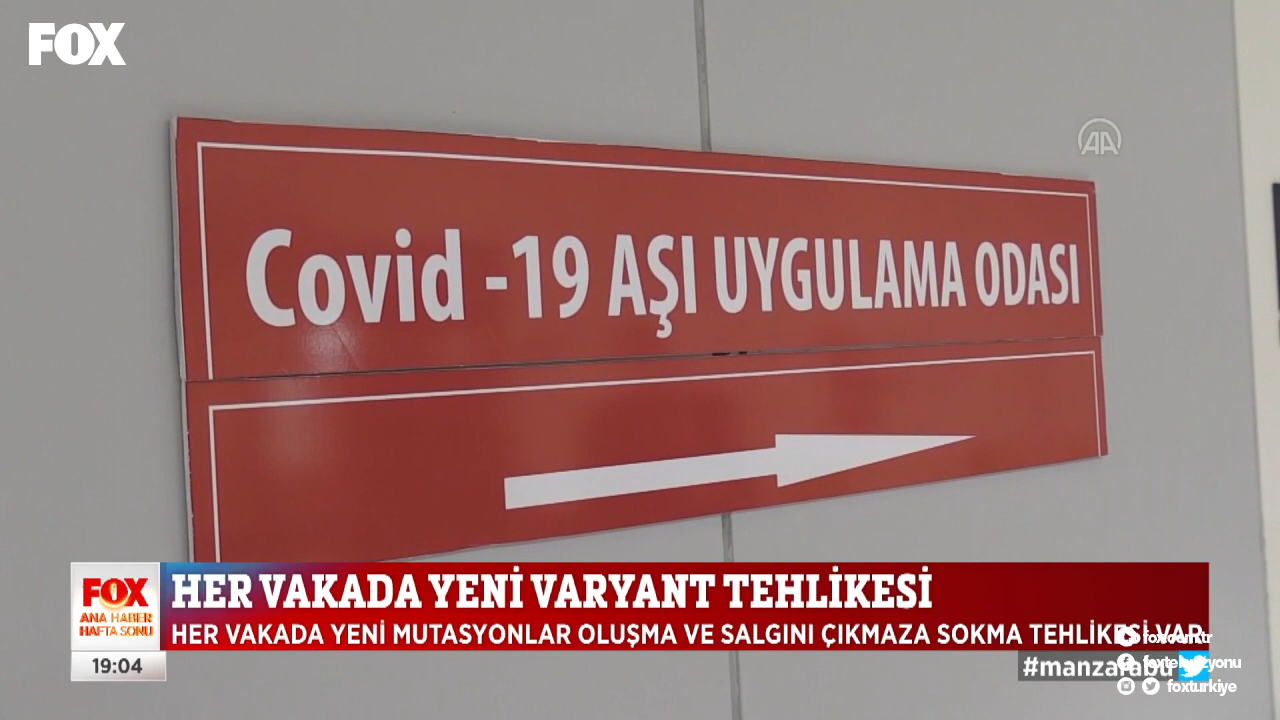 FOX
AA
Covid -19 AŞI UYGULAMA ODASI
FOX
ANA HABER
HAFTA SONU
19:04
HER VAKADA YENİ VARYANT TEHLİKESİ
HER VAKADA YENİ MUTASYONLAR OLUŞMA VE SALGINI ÇIKMAZA SOKMA TEHLİKESİ VAR
#manzarabu
foxturkiye